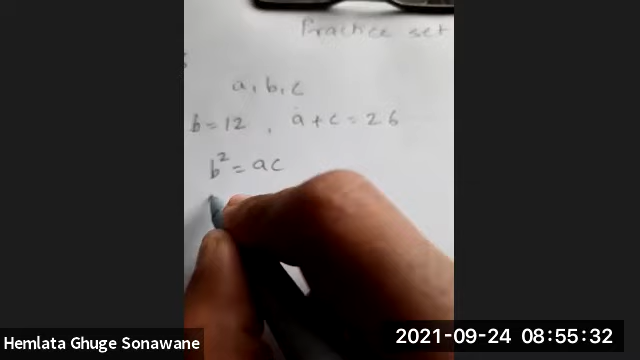 Practice set
a, b, c
b = 12 , a + c = 26
b² = ac
Hemlata Ghuge Sonawane
2021-09-24 08:55:32